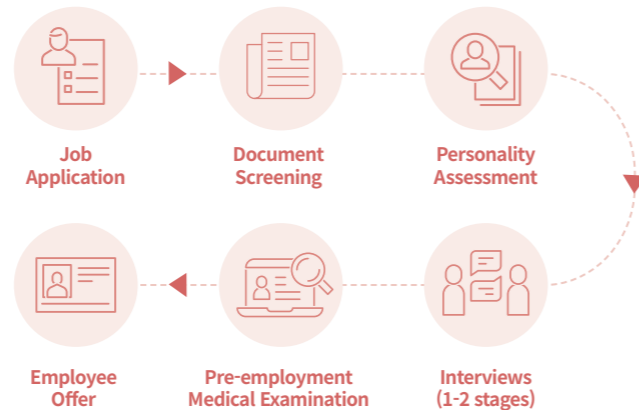 Job
Application
Document
Screening
Personality
Assessment
Interviews
(1-2 stages)
Pre-employment
Medical Examination
Employee
Offer